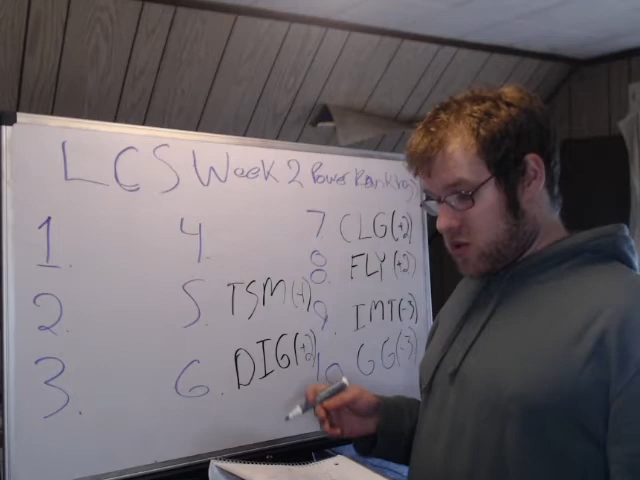 LCS Week 2 Power Rankings
1. 4. 7 CLG(+2)
2. 5. TSM(-1) 8. FLY(+2)
9. IMT(-3)
3. 6. DIG(+2) 10 GG(-3)